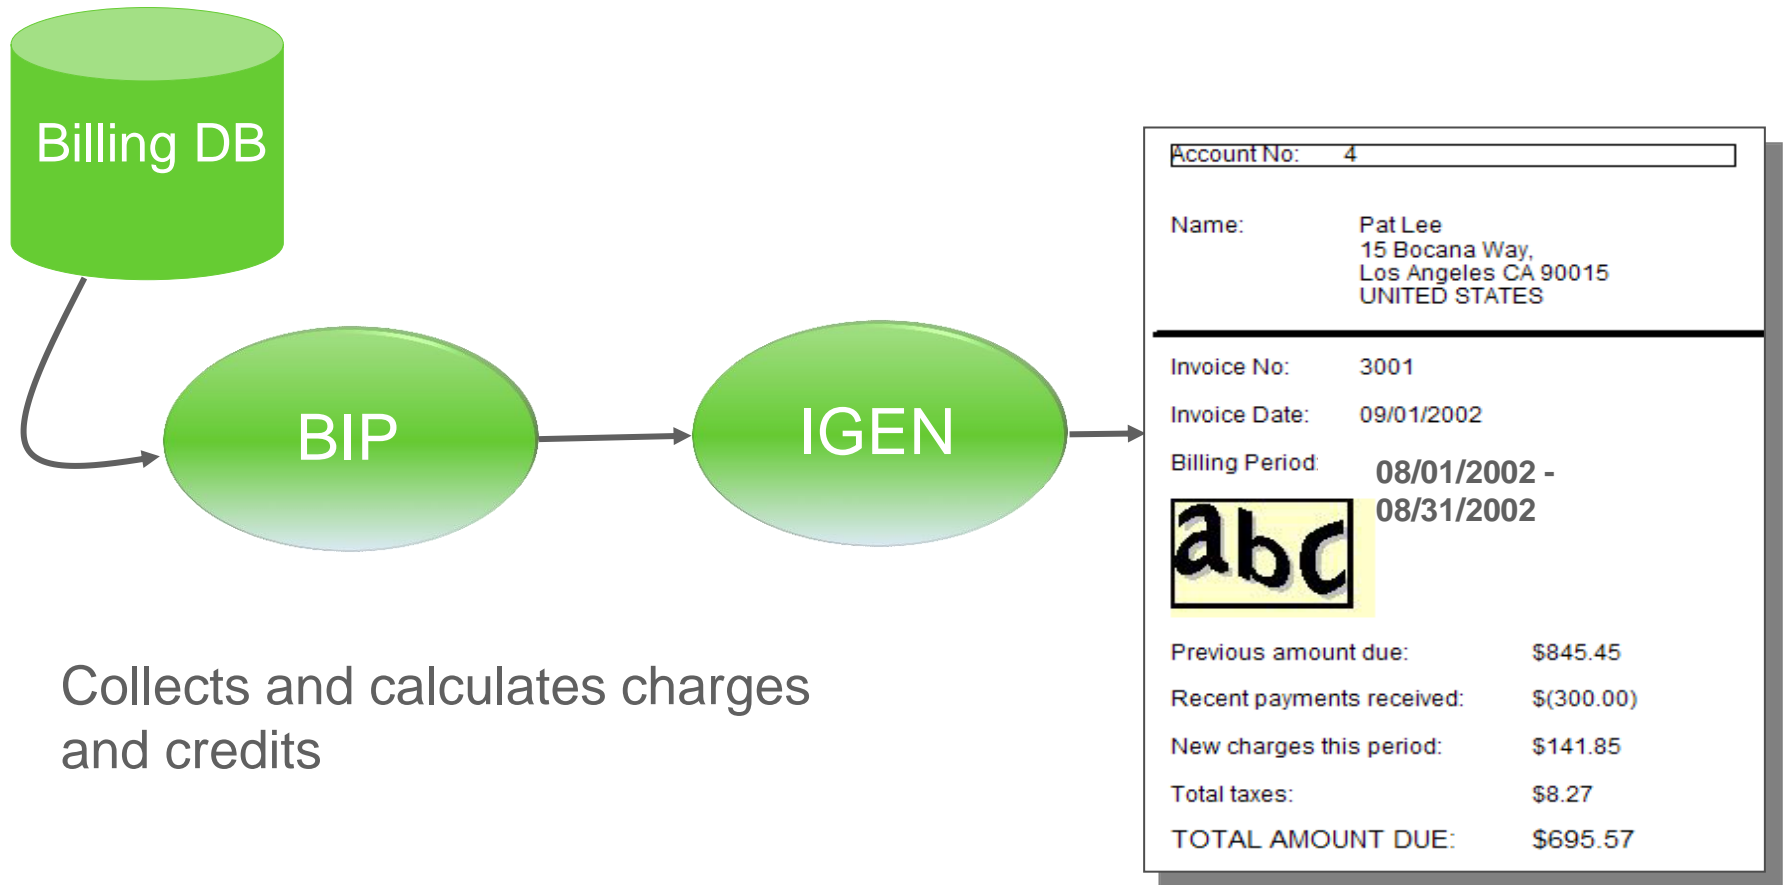 Billing DB
BIP
IGEN
Collects and calculates charges
and credits
Account No: 4
Name: Pat Lee
15 Bocana Way,
Los Angeles CA 90015
UNITED STATES
Invoice No: 3001
Invoice Date: 09/01/2002
Billing Period: 08/01/2002 -
08/31/2002
abc
Previous amount due: $845.45
Recent payments received: $(300.00)
New charges this period: $141.85
Total taxes: $8.27
TOTAL AMOUNT DUE: $695.57